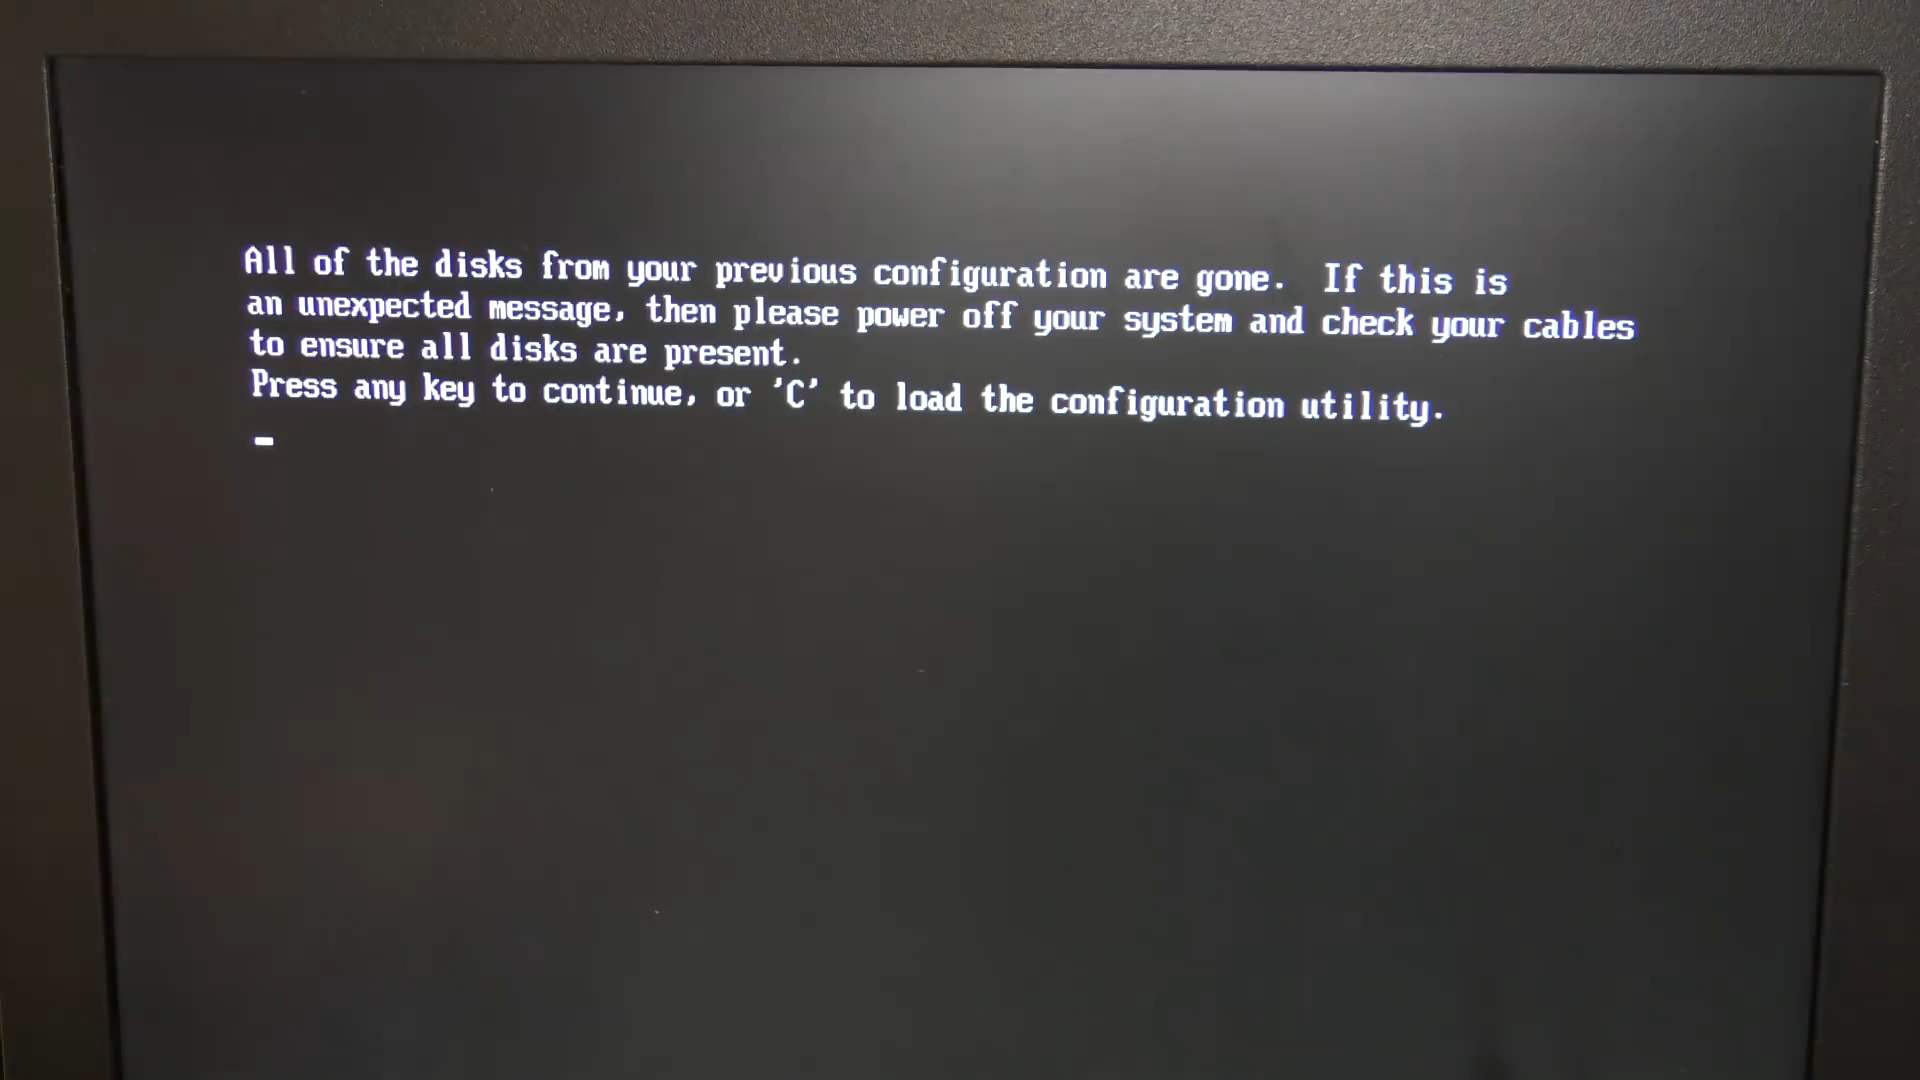 All of the disks from your previous configuration are gone.  If this is
an unexpected message, then please power off your system and check your cables
to ensure all disks are present.
Press any key to continue, or 'C' to load the configuration utility.